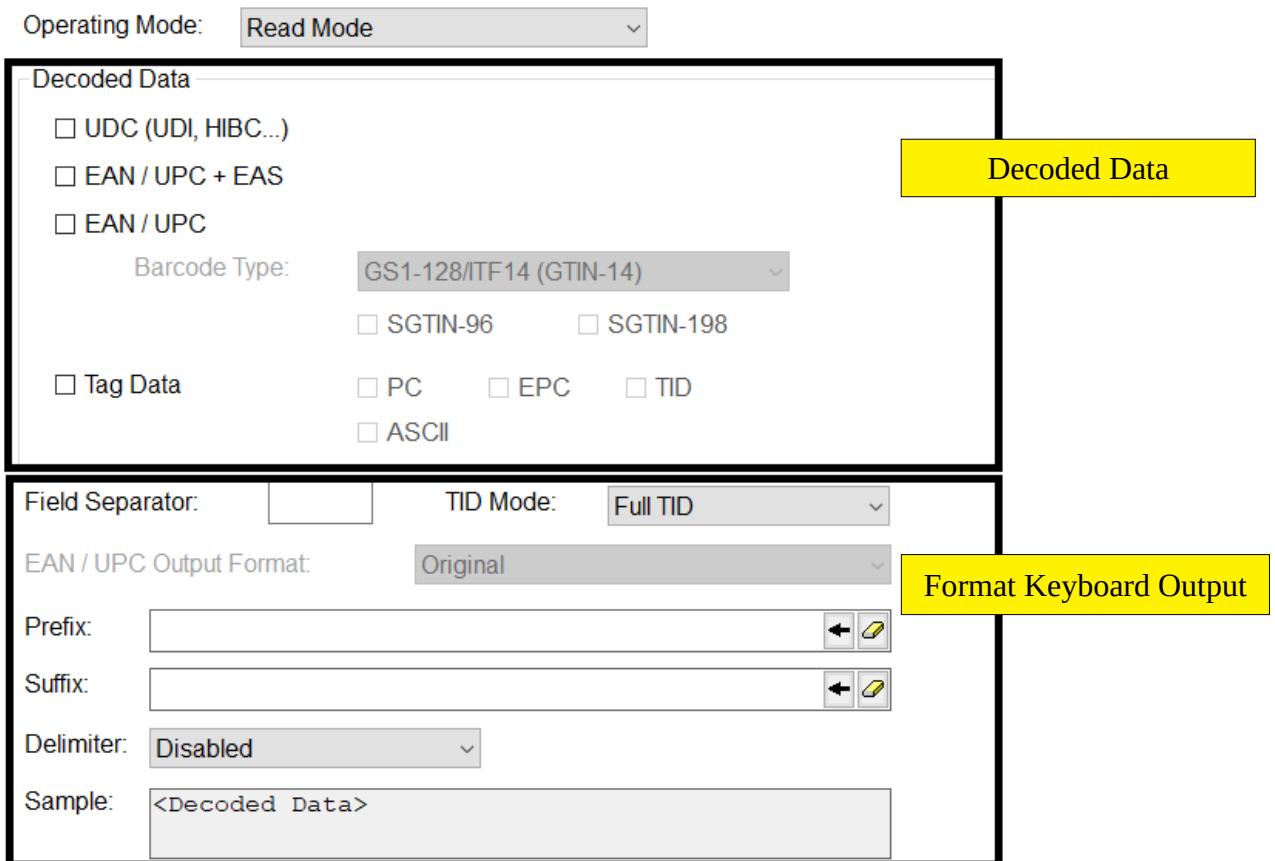 Operating Mode: Read Mode
Decoded Data
UDC (UDI, HIBC...)
EAN / UPC + EAS
Decoded Data
EAN / UPC
Barcode Type: GS1-128/ITF14 (GTIN-14)
SGTIN-96 SGTIN-198
Tag Data PC EPC TID
ASCII
Field Separator: TID Mode: Full TID
EAN / UPC Output Format: Original
Format Keyboard Output
Prefix:
Suffix:
Delimiter: Disabled
Sample: <Decoded Data>